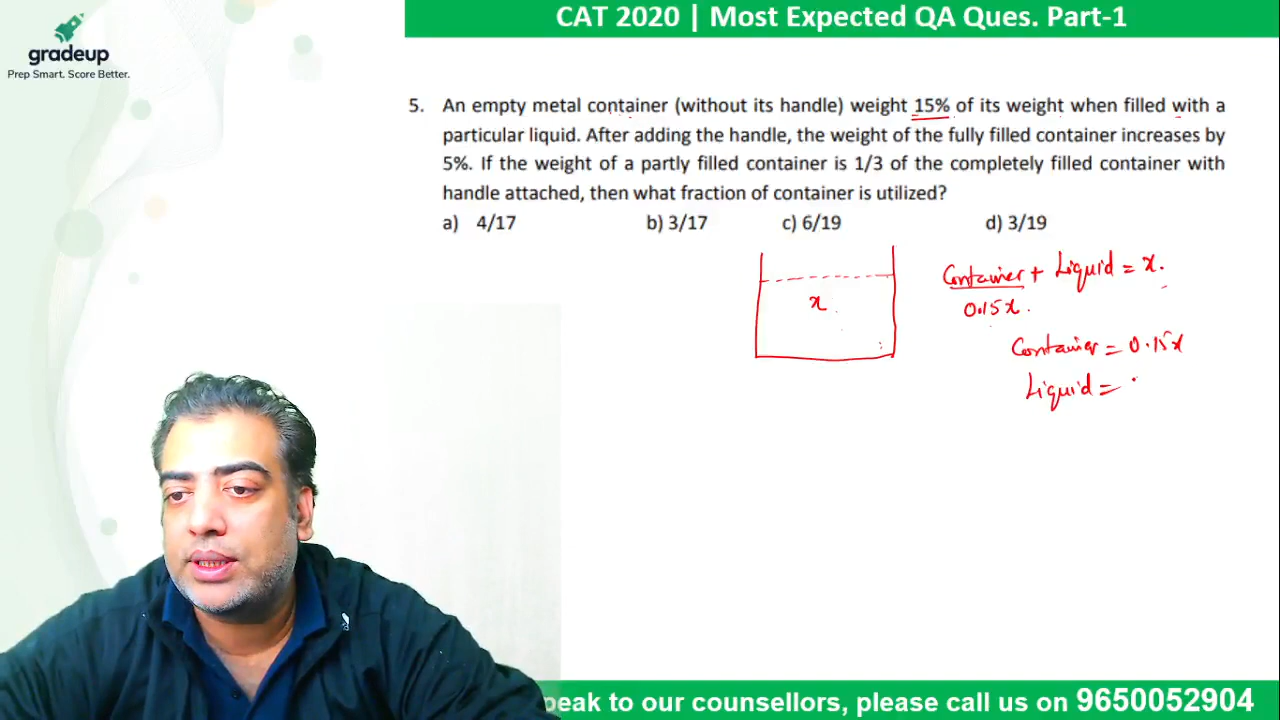 CAT 2020 | Most Expected QA Ques. Part-1
gradeup
Prep Smart. Score Better.
5. An empty metal container (without its handle) weight 15% of its weight when filled with a
particular liquid. After adding the handle, the weight of the fully filled container increases by
5%. If the weight of a partly filled container is 1/3 of the completely filled container with
handle attached, then what fraction of container is utilized?
a) 4/17 b) 3/17 c) 6/19 d) 3/19
Container + Liquid = x.
0.15x.
x
Container = 0.15x
Liquid =
peak to our counsellors, please call us on 9650052904